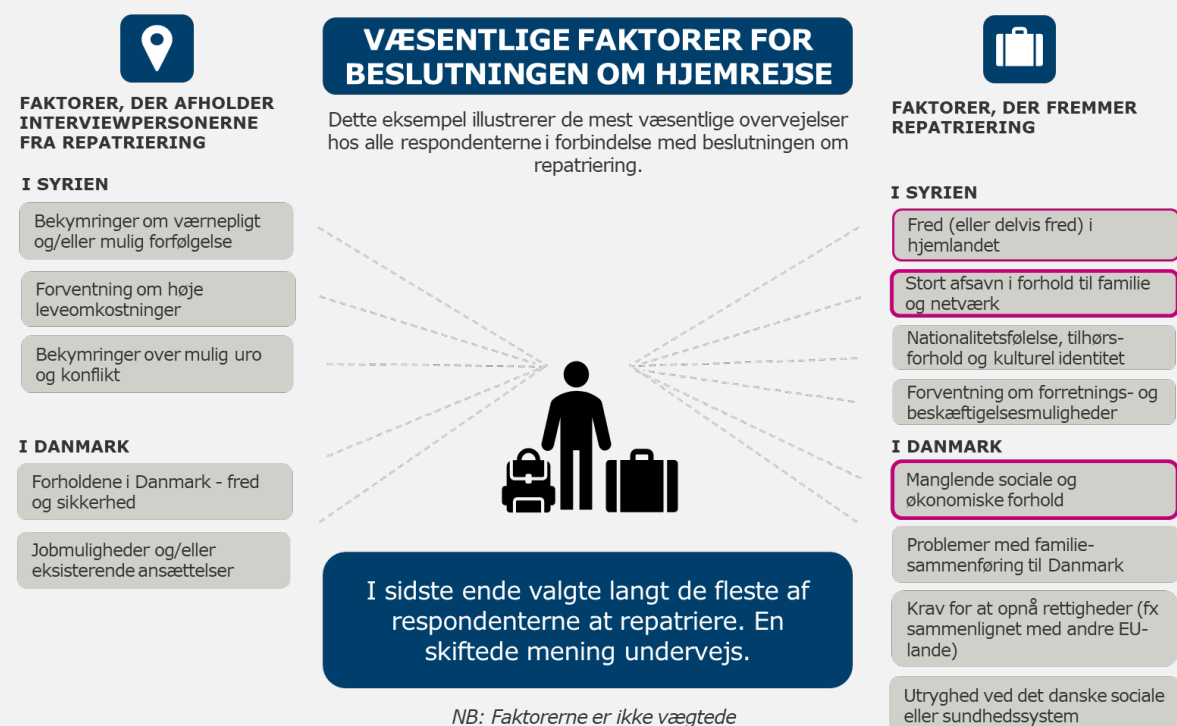 VÆSENTLIGE FAKTORER FOR
BESLUTNINGEN OM HJEMREJSE
Dette eksempel illustrerer de mest væsentlige overvejelser
hos alle respondenterne i forbindelse med beslutningen om
repatriering.
FAKTORER, DER AFHOLDER
INTERVIEWPERSONERNE
FRA REPATRIERING
I SYRIEN
Bekymringer om værnepligt
og/eller mulig forfølgelse
Forventning om høje
leveomkostninger
Bekymringer over mulig uro
og konflikt
I DANMARK
Forholdene i Danmark - fred
og sikkerhed
Jobmuligheder og/eller
eksisterende ansættelser
FAKTORER, DER FREMMER
REPATRIERING
I SYRIEN
Fred (eller delvis fred) i
hjemlandet
Stort afsavn i forhold til familie
og netværk
Nationalitetsfølelse, tilhørs-
forhold og kulturel identitet
Forventning om forretnings- og
beskæftigelsesmuligheder
I DANMARK
Manglende sociale og
økonomiske forhold
Problemer med familie-
sammenføring til Danmark
Krav for at opnå rettigheder (fx
sammenlignet med andre EU-
lande)
Utryghed ved det danske sociale
eller sundhedssystem
I sidste ende valgte langt de fleste af
respondenterne at repatriere. En
skiftede mening undervejs.
NB: Faktorerne er ikke vægtede